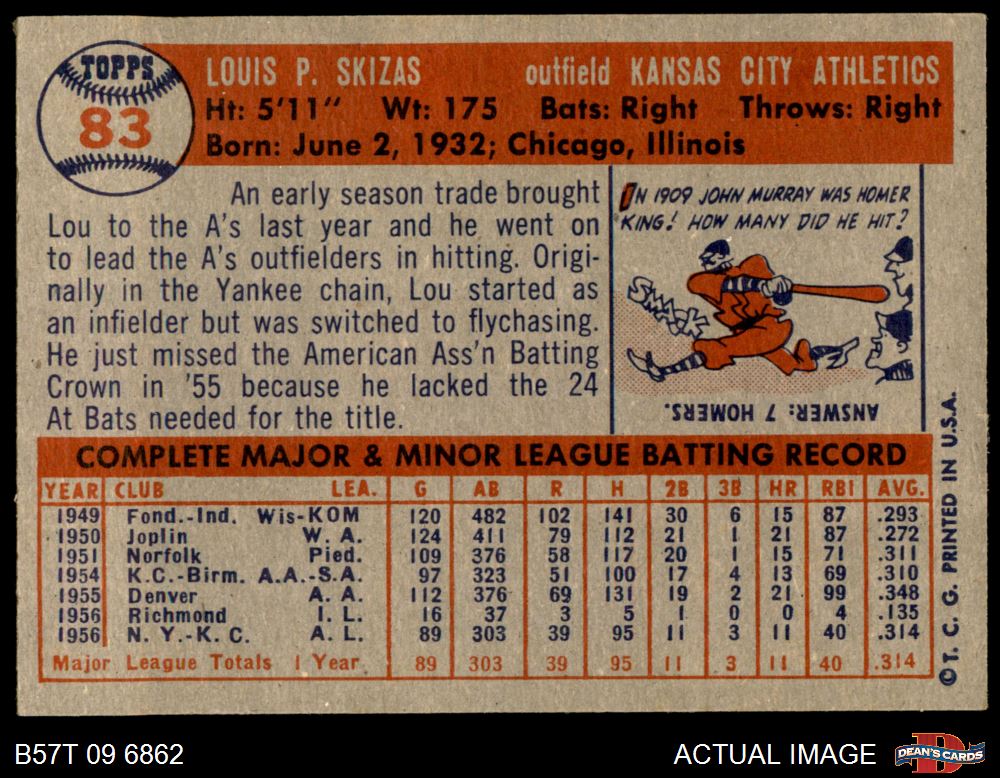 TOPPS
83
LOUIS P. SKIZAS outfield KANSAS CITY ATHLETICS
Ht: 5'11" Wt: 175 Bats: Right Throws: Right
Born: June 2, 1932; Chicago, Illinois
An early season trade brought
Lou to the A's last year and he went on
to lead the A's outfielders in hitting. Origi-
nally in the Yankee chain, Lou started as
an infielder but was switched to flychasing.
He just missed the American Ass'n Batting
Crown in '55 because he lacked the 24
At Bats needed for the title.
IN 1909 JOHN MURRAY WAS HOMER
KING! HOW MANY DID HE HIT?
SMACK
ANSWER: 7 HOMERS.
COMPLETE MAJOR & MINOR LEAGUE BATTING RECORD
YEAR CLUB LEA. G AB R H 2B 3B HR RBI AVG.
1949 Fond.-Ind. Wis-KOM 120 482 102 141 30 6 15 87 .293
1950 Joplin W. A. 124 411 79 112 21 1 21 87 .272
1951 Norfolk Pied. 109 376 58 117 20 1 15 71 .311
1954 K.C.-Birm. A.A.-S.A. 97 323 51 100 17 4 13 69 .310
1955 Denver A. A. 112 376 69 131 19 2 21 99 .348
1956 Richmond I. L. 16 37 3 5 1 0 0 4 .135
1956 N. Y.-K. C. A. L. 89 303 39 95 11 3 11 40 .314
Major League Totals 1 Year 89 303 39 95 11 3 11 40 .314
©T. C. G. PRINTED IN U.S.A.
B57T 09 6862
ACTUAL IMAGE
DEAN'S CARDS